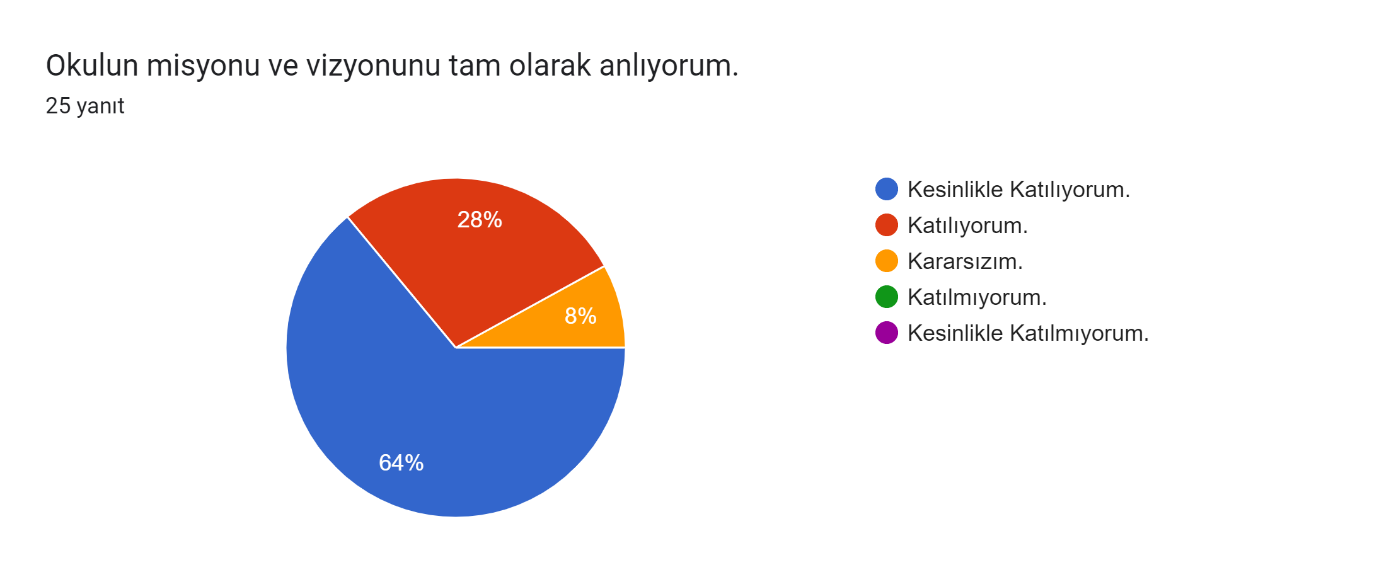 Okulun misyonu ve vizyonunu tam olarak anlıyorum.
25 yanıt
28%
8%
64%
Kesinlikle Katılıyorum.
Katılıyorum.
Kararsızım.
Katılmıyorum.
Kesinlikle Katılmıyorum.